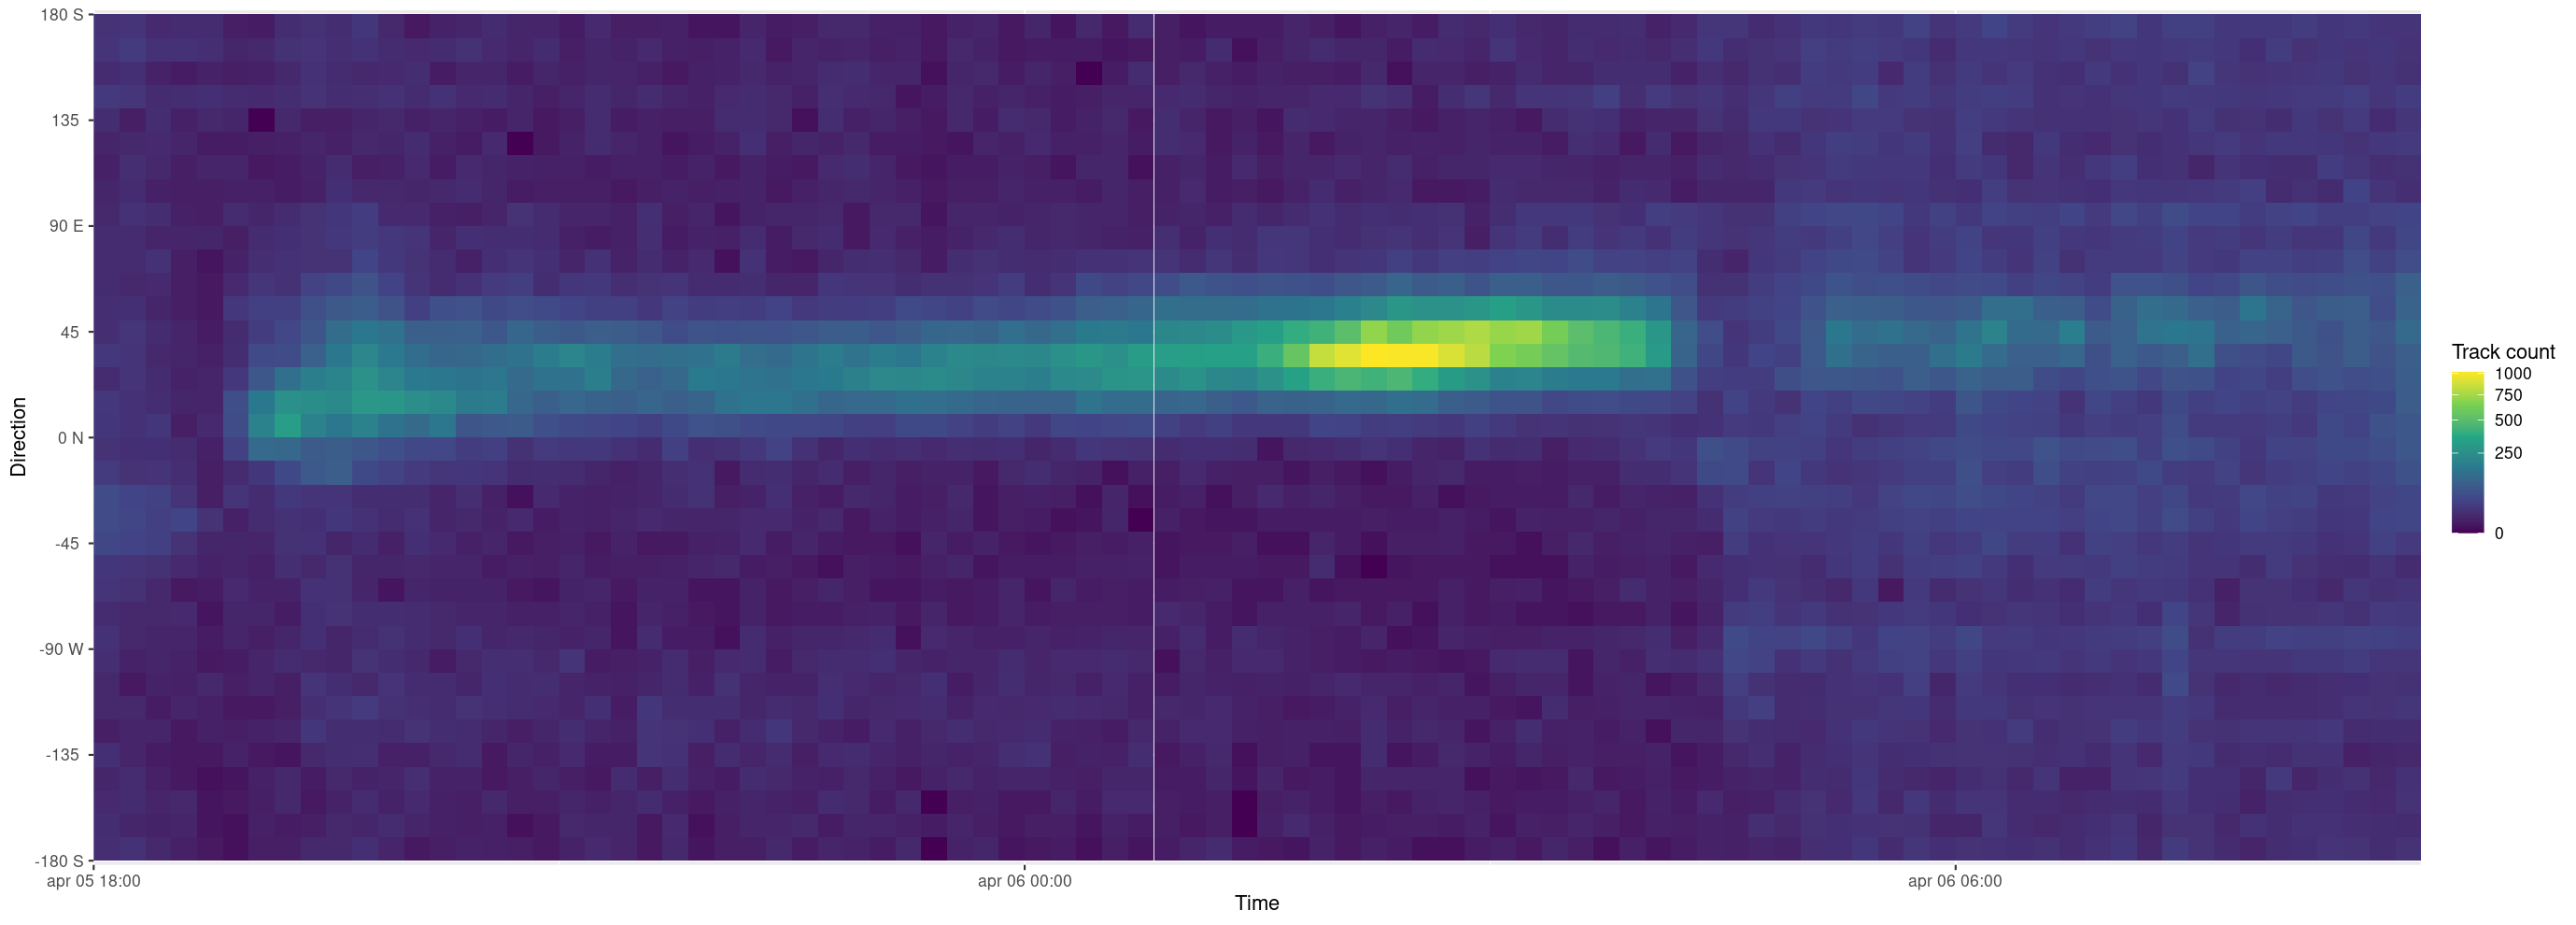 180 S
135
90 E
45
0 N
-45
-90 W
-135
-180 S
Direction
apr 05 18:00
apr 06 00:00
apr 06 06:00
Time
Track count
1000
750
500
250
0